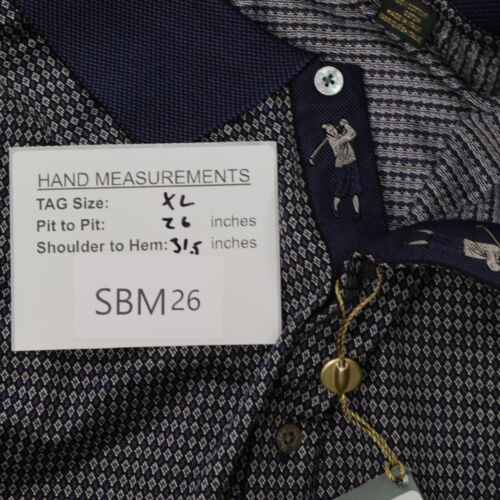 HAND MEASUREMENTS
TAG Size: XL
Pit to Pit: 26 inches
Shoulder to Hem: 31.5 inches
SBM26